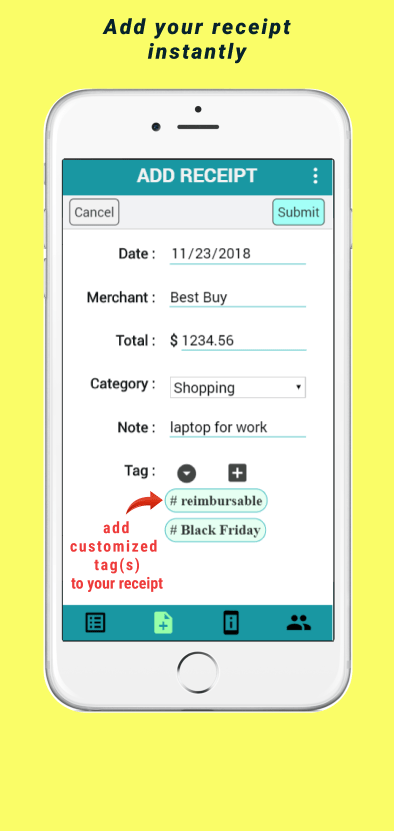 Add your receipt
instantly
ADD RECEIPT
Cancel
Submit
Date : 11/23/2018
Merchant : Best Buy
Total : $ 1234.56
Category : Shopping
Note : laptop for work
Tag :
# reimbursable
# Black Friday
add
customized
tag(s)
to your receipt